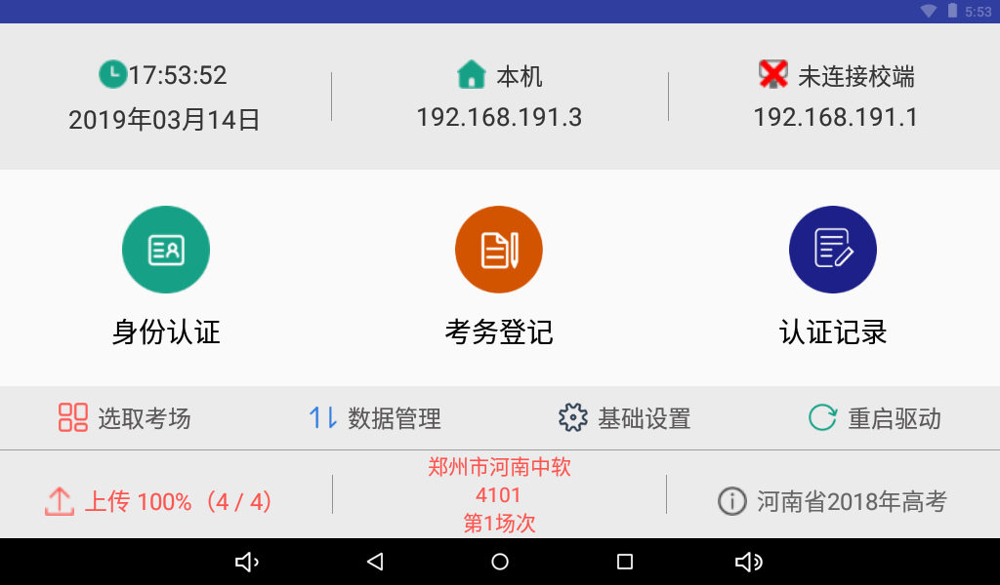 5:53
17:53:52
本机
未连接校端
2019年03月14日
192.168.191.3
192.168.191.1
身份认证
考务登记
认证记录
选取考场
数据管理
基础设置
重启驱动
上传 100%（4 / 4）
郑州市河南中软
4101
第1场次
河南省2018年高考